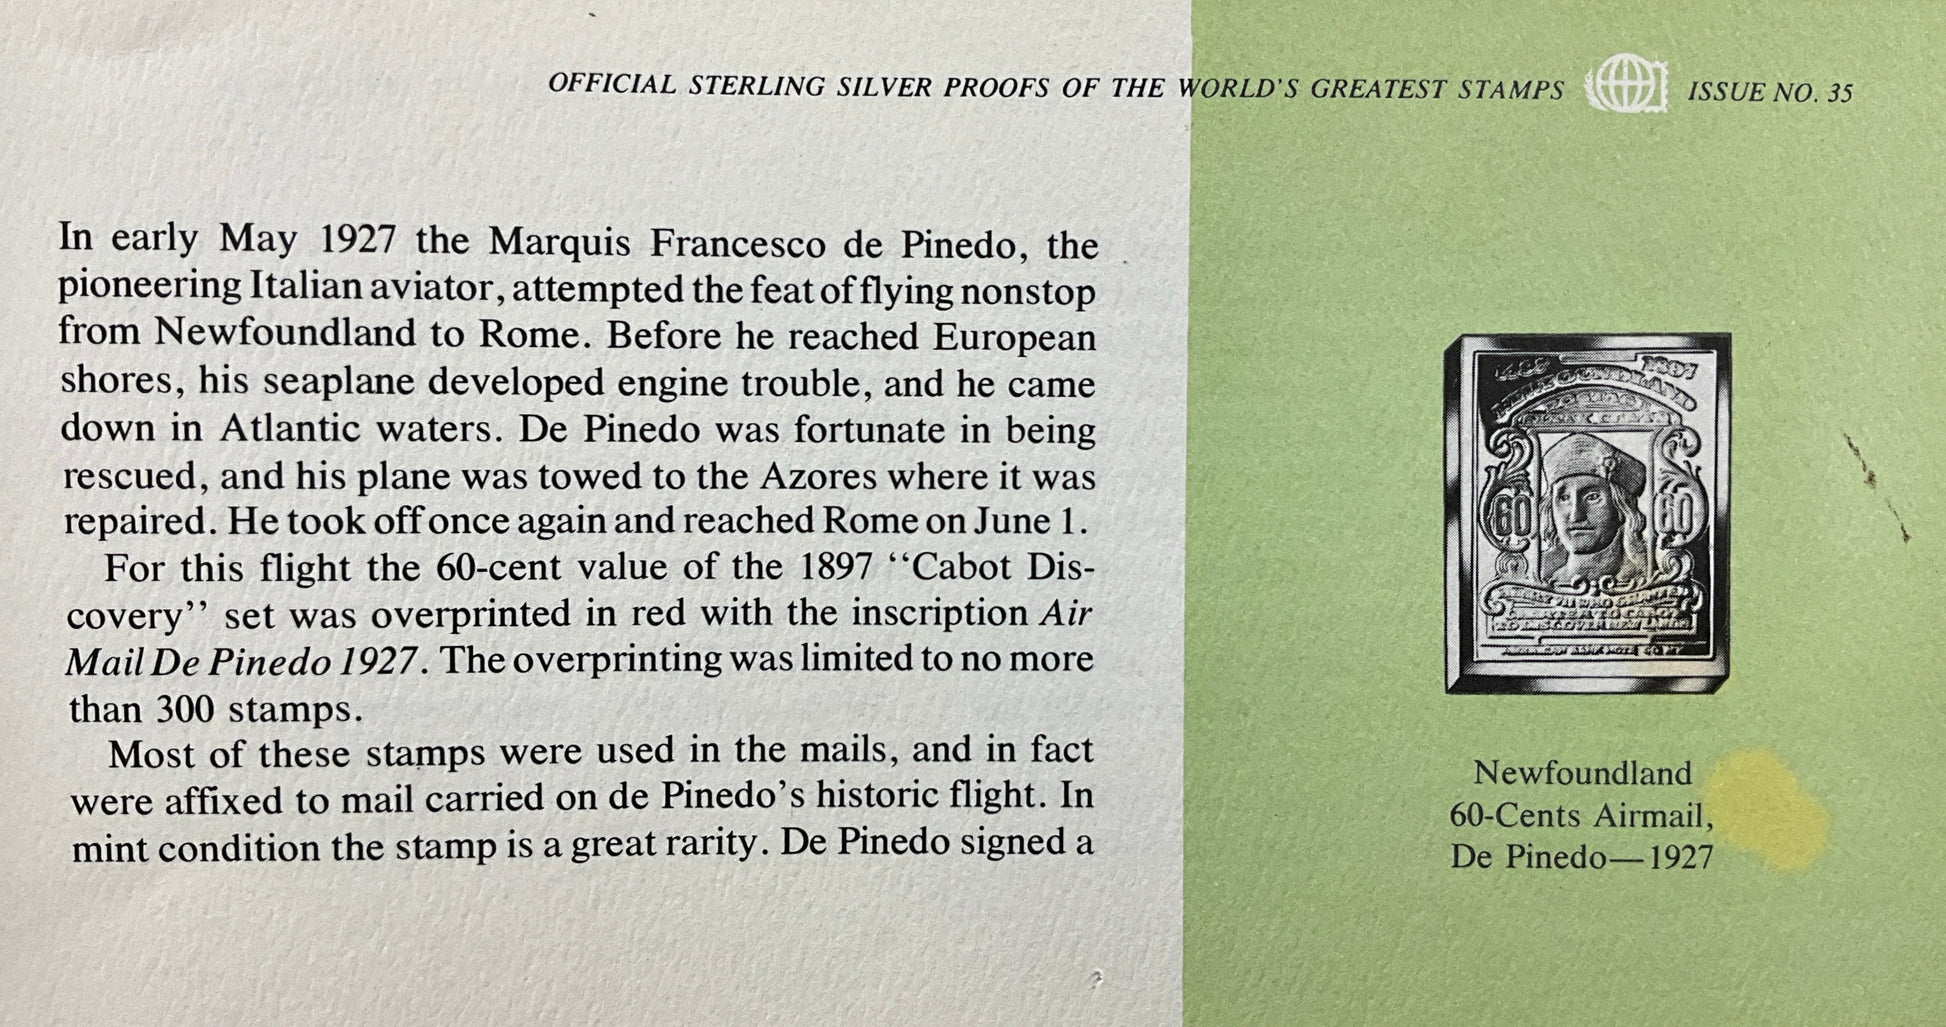 OFFICIAL STERLING SILVER PROOFS OF THE WORLD'S GREATEST STAMPS ISSUE NO. 35
In early May 1927 the Marquis Francesco de Pinedo, the
pioneering Italian aviator, attempted the feat of flying nonstop
from Newfoundland to Rome. Before he reached European
shores, his seaplane developed engine trouble, and he came
down in Atlantic waters. De Pinedo was fortunate in being
rescued, and his plane was towed to the Azores where it was
repaired. He took off once again and reached Rome on June 1.
For this flight the 60-cent value of the 1897 ‘‘Cabot Dis-
covery’’ set was overprinted in red with the inscription Air
Mail De Pinedo 1927. The overprinting was limited to no more
than 300 stamps.
Most of these stamps were used in the mails, and in fact
were affixed to mail carried on de Pinedo’s historic flight. In
mint condition the stamp is a great rarity. De Pinedo signed a
NEWFOUNDLAND
60 60
Newfoundland
60-Cents Airmail,
De Pinedo—1927